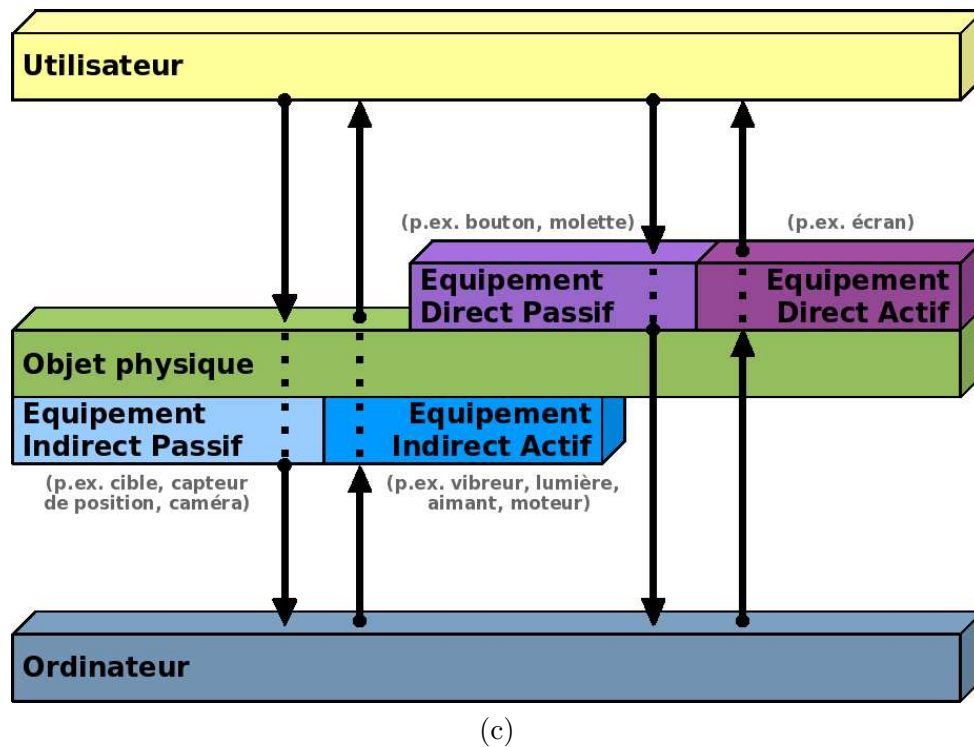 Utilisateur
(p.ex. bouton, molette)
(p.ex. écran)
Equipement
Direct Passif
Equipement
Direct Actif
Objet physique
Equipement
Indirect Passif
Equipement
Indirect Actif
(p.ex. cible, capteur
de position, caméra)
(p.ex. vibreur, lumière,
aimant, moteur)
Ordinateur
(c)